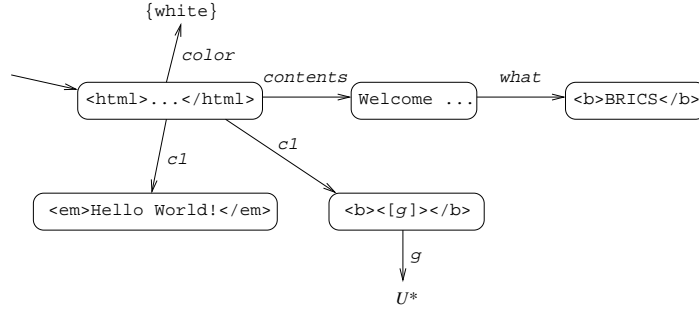 {white}
color
contents
what
<html>...</html>
Welcome ...
<b>BRICS</b>
c1
c1
<em>Hello World!</em>
<b><[g]></b>
g
U*